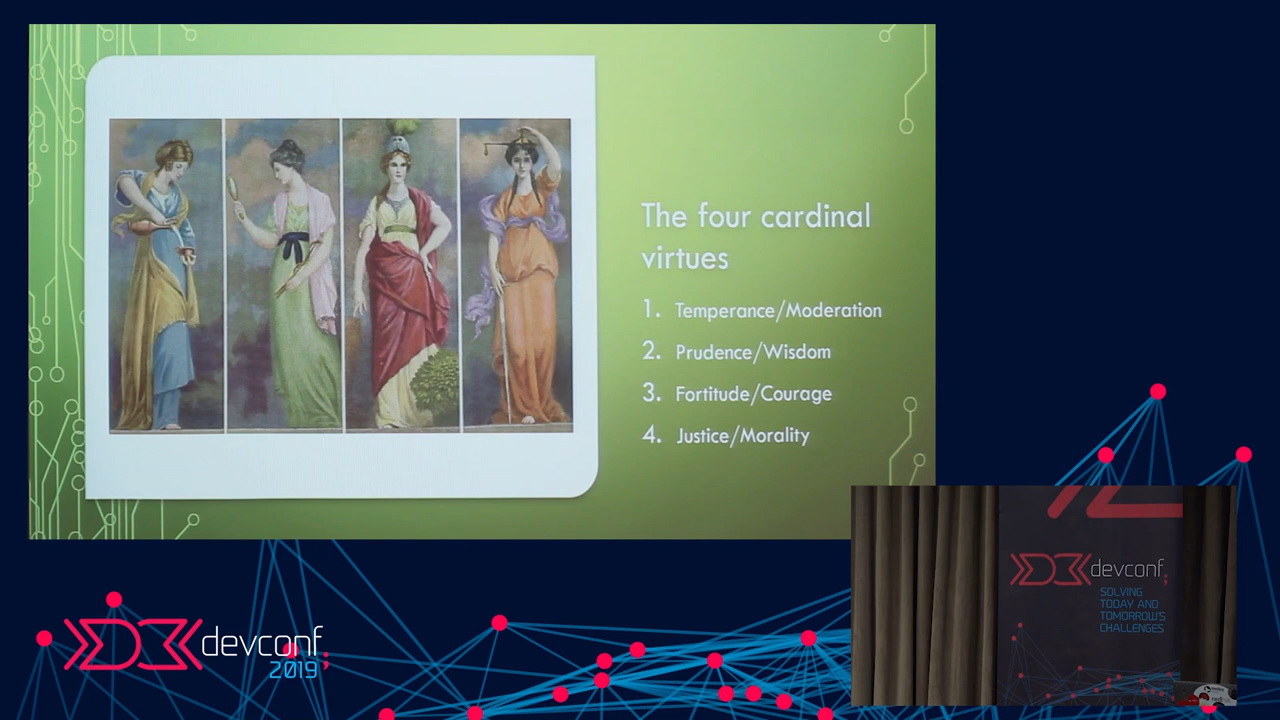 The four cardinal
virtues
1. Temperance/Moderation
2. Prudence/Wisdom
3. Fortitude/Courage
4. Justice/Morality
devconf;
SOLVING
TODAY AND
TOMORROW'S
CHALLENGES
devconf;
2019